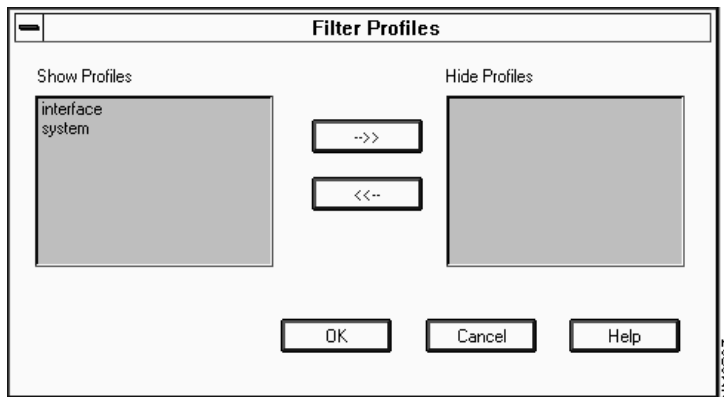 Filter Profiles
Show Profiles
Hide Profiles
interface
system
-->>
<<--
OK
Cancel
Help